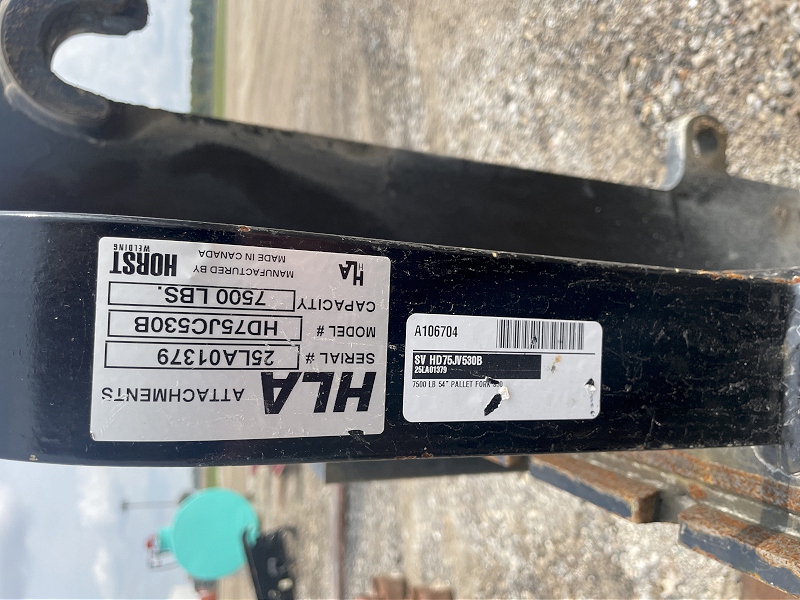 HLA ATTACHMENTS
SERIAL # 25LA01379
MODEL # HD75JC530B
CAPACITY 7500 LBS.
HLA
MANUFACTURED BY
MADE IN CANADA
HORST
WELDING
A106704
SV HD75JV530B
25LA01379
7500 LB 54" PALLET FORK